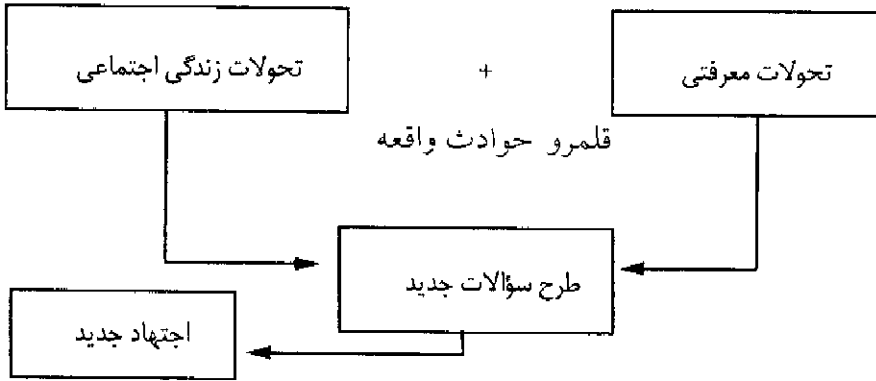 تحولات معرفتی
+
تحولات زندگی اجتماعی
قلمرو حوادث واقعه
طرح سؤالات جدید
اجتهاد جدید